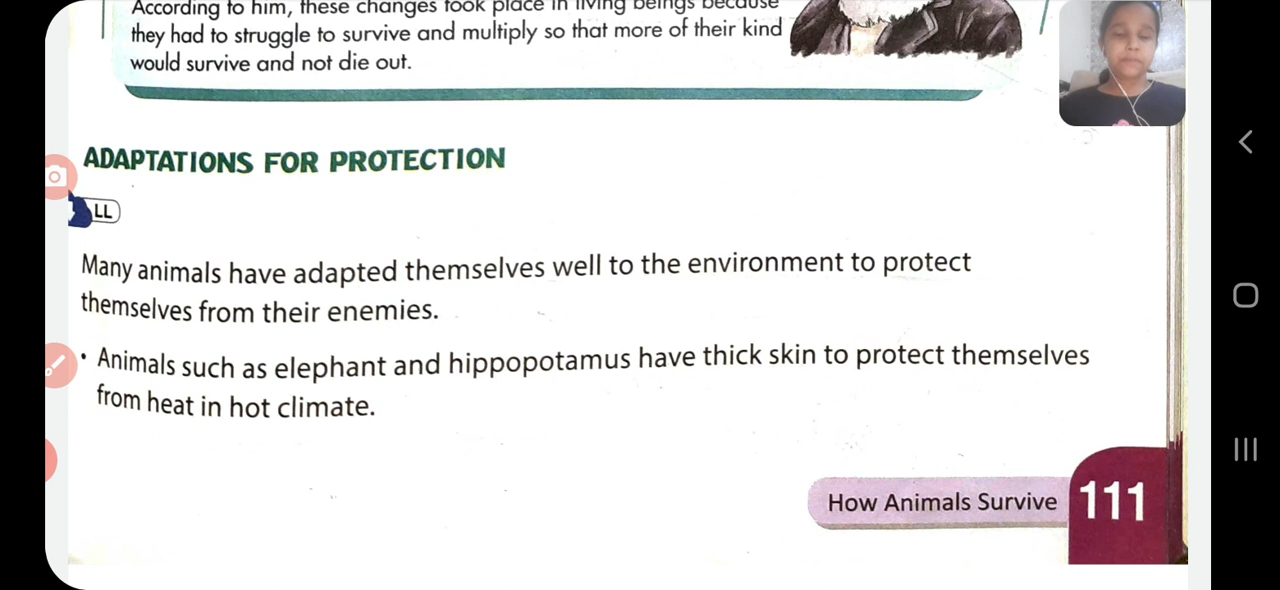 According to him, these changes took place in living beings because
they had to struggle to survive and multiply so that more of their kind
would survive and not die out.
ADAPTATIONS FOR PROTECTION
LL
Many animals have adapted themselves well to the environment to protect
themselves from their enemies.
• Animals such as elephant and hippopotamus have thick skin to protect themselves
from heat in hot climate.
How Animals Survive 111